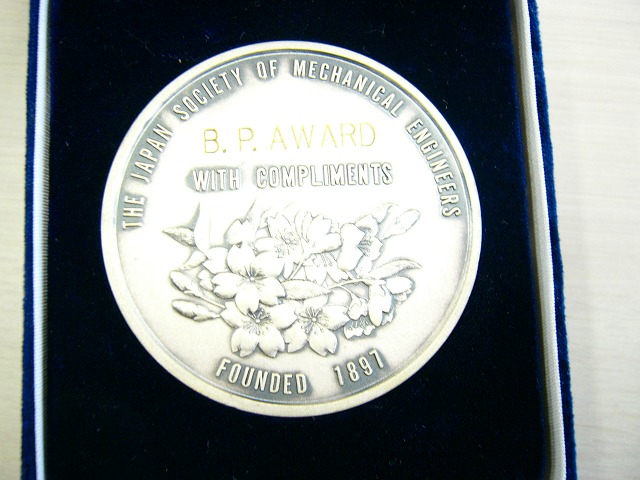 THE JAPAN SOCIETY OF MECHANICAL ENGINEERS
B. P. AWARD
WITH COMPLIMENTS
FOUNDED 1897